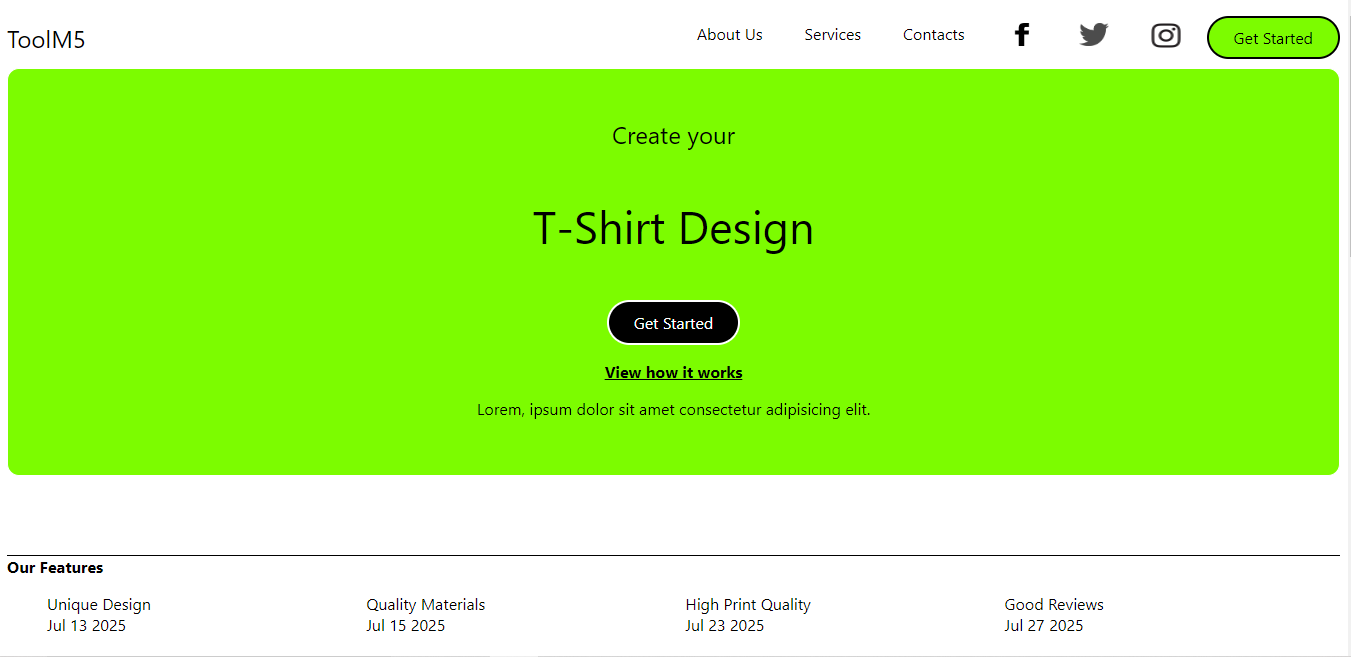 ToolM5
About Us Services Contacts Get Started
Create your
T-Shirt Design
Get Started
View how it works
Lorem, ipsum dolor sit amet consectetur adipisicing elit.
Our Features
Unique Design
Jul 13 2025
Quality Materials
Jul 15 2025
High Print Quality
Jul 23 2025
Good Reviews
Jul 27 2025